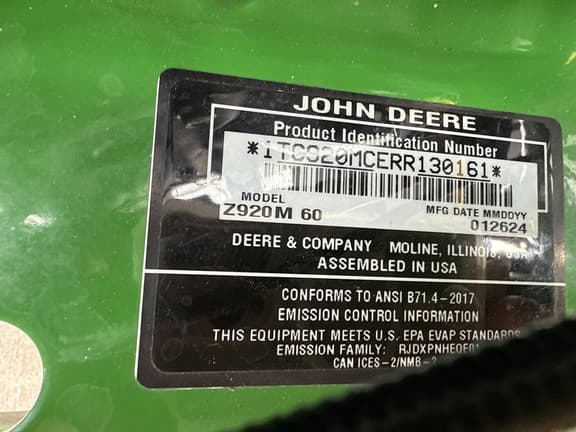 JOHN DEERE
Product Identification Number
*1TC920MCERR130161*
MODEL
Z920M 60
MFG DATE MMDDYY
012624
DEERE & COMPANY MOLINE, ILLINOIS, USA
ASSEMBLED IN USA
CONFORMS TO ANSI B71.4-2017
EMISSION CONTROL INFORMATION
THIS EQUIPMENT MEETS U.S. EPA EVAP STANDARDS
EMISSION FAMILY:
CAN ICES-2/NMB-2